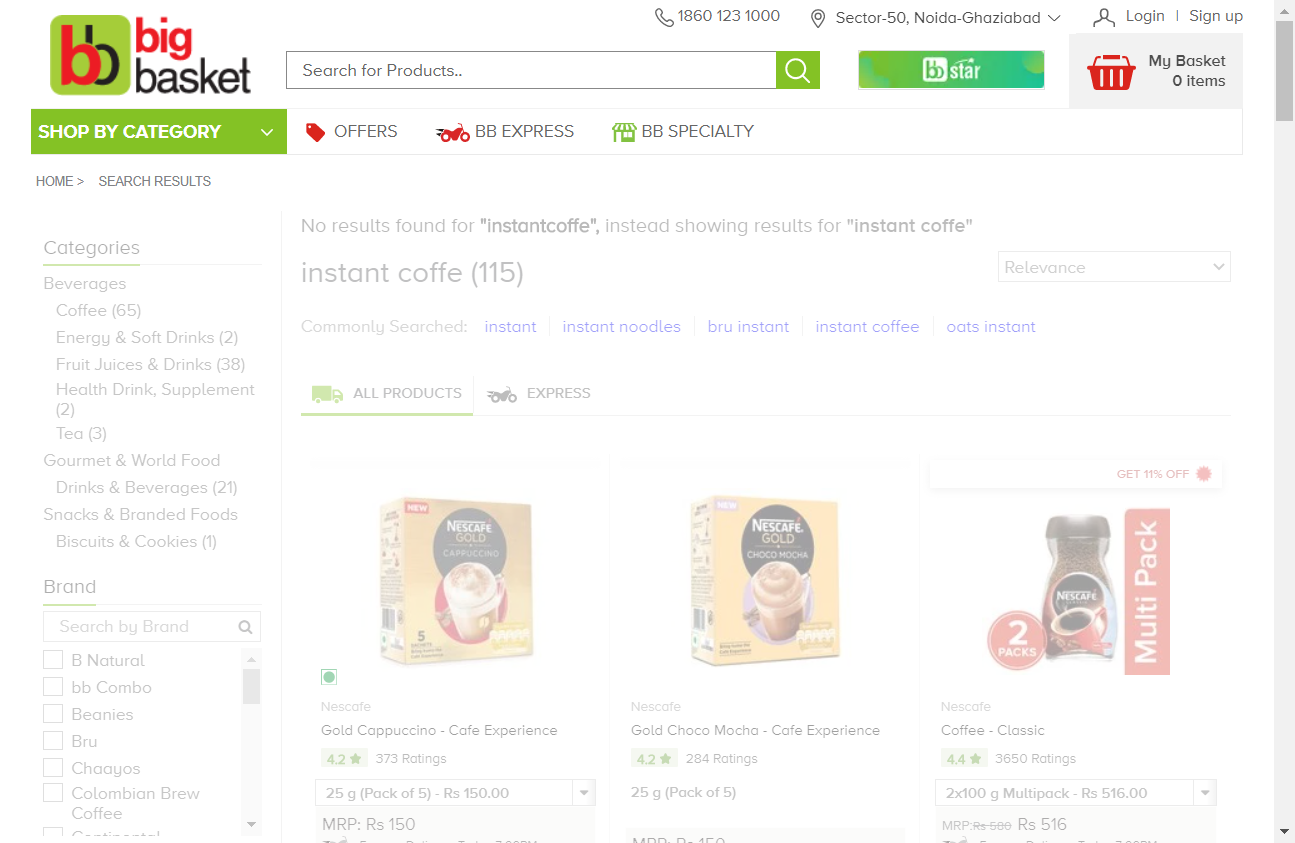 1860 123 1000
Sector-50, Noida-Ghaziabad
Login | Sign up
bb big basket
Search for Products..
bb star
My Basket
0 items
SHOP BY CATEGORY
OFFERS
BB EXPRESS
BB SPECIALTY
HOME >
SEARCH RESULTS
No results found for "instantcoffe", instead showing results for "instant coffe"
instant coffe (115)
Relevance
Commonly Searched:
instant
instant noodles
bru instant
instant coffee
oats instant
ALL PRODUCTS
EXPRESS
Categories
Beverages
Coffee (65)
Energy & Soft Drinks (2)
Fruit Juices & Drinks (38)
Health Drink, Supplement
(2)
Tea (3)
Gourmet & World Food
Drinks & Beverages (21)
Snacks & Branded Foods
Biscuits & Cookies (1)
Brand
Search by Brand
B Natural
bb Combo
Beanies
Bru
Chaayos
Colombian Brew
Coffee
Continental
NEW
NESCAFÉ
GOLD
CAPPUCCINO
5
SACHETS
Nescafe
Gold Cappuccino - Cafe Experience
4.2
373 Ratings
25 g (Pack of 5) - Rs 150.00
MRP: Rs 150
NEW
NESCAFÉ
GOLD
CHOCO MOCHA
Nescafe
Gold Choco Mocha - Cafe Experience
4.2
284 Ratings
25 g (Pack of 5)
MRP: Rs 150
GET 11% OFF
NESCAFÉ
2
PACKS
Multi Pack
Nescafe
Coffee - Classic
4.4
3650 Ratings
2x100 g Multipack - Rs 516.00
MRP:Rs 580 Rs 516